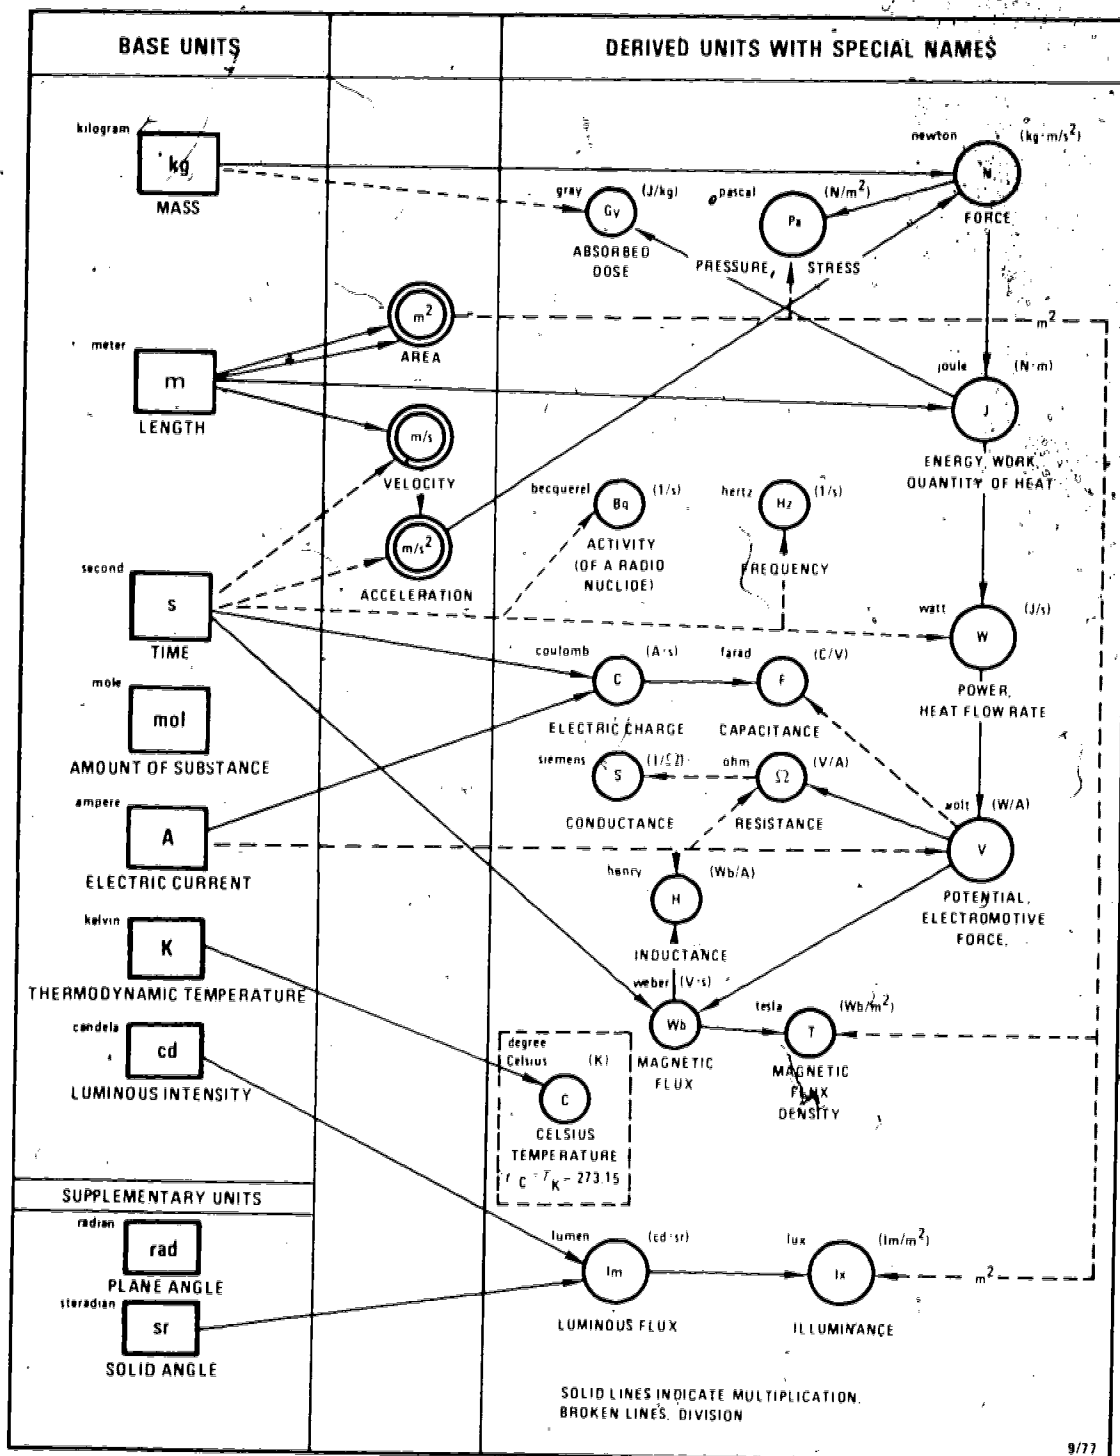 BASE UNITS
DERIVED UNITS WITH SPECIAL NAMES
kilogram
kg
MASS
newton
(kg·m/s²)
N
FORCE
gray
(J/kg)
Gy
ABSORBED
DOSE
pascal
(N/m²)
Pa
PRESSURE, STRESS
m²
AREA
m²
meter
m
LENGTH
joule
(N·m)
J
ENERGY, WORK,
QUANTITY OF HEAT
m/s
VELOCITY
becquerel
(1/s)
Bq
ACTIVITY
(OF A RADIO
NUCLIDE)
hertz
(1/s)
Hz
FREQUENCY
m/s²
ACCELERATION
second
s
TIME
watt
(J/s)
W
POWER,
HEAT FLOW RATE
coulomb
(A·s)
C
ELECTRIC CHARGE
farad
(C/V)
F
CAPACITANCE
mole
mol
AMOUNT OF SUBSTANCE
siemens
(1/Ω)
S
CONDUCTANCE
ohm
(V/A)
Ω
RESISTANCE
ampere
A
ELECTRIC CURRENT
volt
(W/A)
V
POTENTIAL,
ELECTROMOTIVE
FORCE,
henry
(Wb/A)
H
INDUCTANCE
kelvin
K
THERMODYNAMIC TEMPERATURE
weber
(V·s)
Wb
MAGNETIC
FLUX
tesla
(Wb/m²)
T
MAGNETIC
FLUX
DENSITY
candela
cd
LUMINOUS INTENSITY
degree
Celsius
(K)
C
CELSIUS
TEMPERATURE
t C = T K − 273.15
SUPPLEMENTARY UNITS
radian
rad
PLANE ANGLE
lumen
(cd·sr)
lm
LUMINOUS FLUX
lux
(lm/m²)
lx
ILLUMINANCE
m²
steradian
sr
SOLID ANGLE
SOLID LINES INDICATE MULTIPLICATION,
BROKEN LINES, DIVISION
9/77